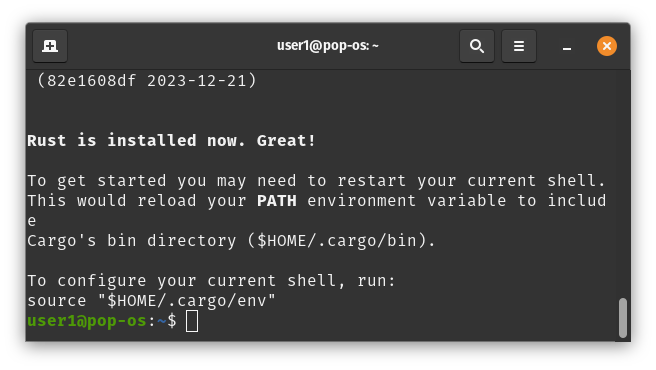 user1@pop-os: ~
(82e1608df 2023-12-21)
Rust is installed now. Great!
To get started you may need to restart your current shell.
This would reload your PATH environment variable to includ
e
Cargo's bin directory ($HOME/.cargo/bin).
To configure your current shell, run:
source "$HOME/.cargo/env"
user1@pop-os:~$